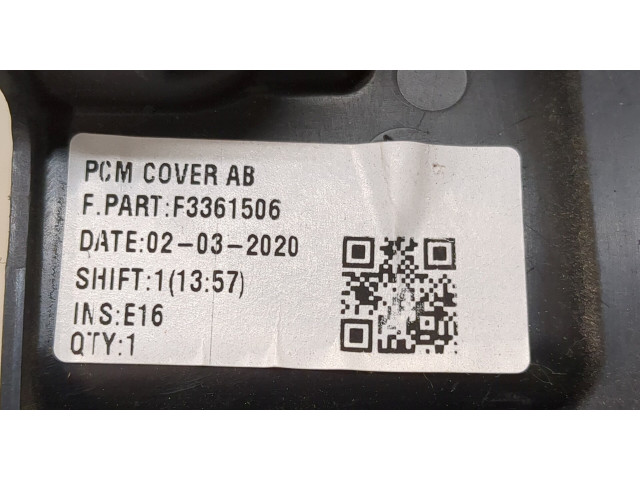 PCM COVER AB
F.PART:F3361506
DATE:02-03-2020
SHIFT:1(13:57)
INS:E16
QTY:1